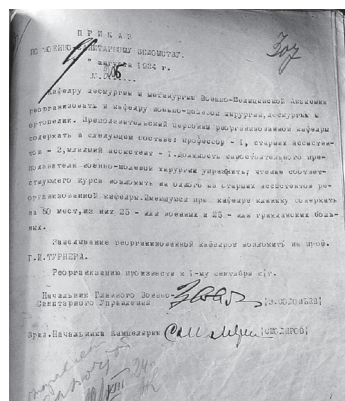 ПРИКАЗ
ПО ВОЕННО-САНИТАРНОМУ ВЕДОМСТВУ.
" августа 1924 г.
Кафедру десмургии и механургии Военно-Медицинской Академии
реорганизовать в кафедру военно-полевой хирургии, десмургии и
ортопедии. Преподавательский персонал реорганизованной кафедры
содержать в следующем составе: профессор - 1, старших ассистен-
тов - 2, младший ассистент - 1. Должность самостоятельного пре-
подавателя военно-полевой хирургии упразднить; чтение соответ-
ствующего курса возложить на одного из старших ассистентов ре-
организованной кафедры. Имеющуюся при кафедре клинику содержать
на 50 мест, из них 25 - для военных и 25 - для гражданских боль-
ных.
Заведывание реорганизованной кафедрой возложить на проф.
Г.И.ТУРНЕРА.
Реорганизацию произвести к 1-му сентября с/г.
Начальник Главного Военно-
Санитарного Управления (З.СОЛОВЬЕВ)
Врид.Начальника Канцелярии